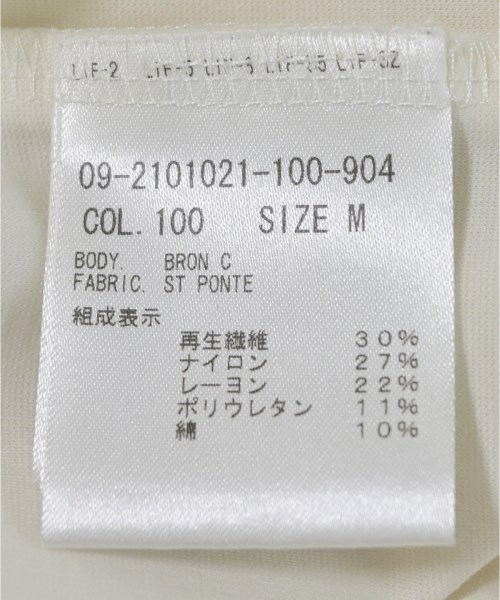 09-2101021-100-904
COL. 100 SIZE M
BODY. BRON C
FABRIC. ST PONTE
組成表示
再生繊維 30%
ナイロン 27%
レーヨン 22%
ポリウレタン 11%
綿 10%